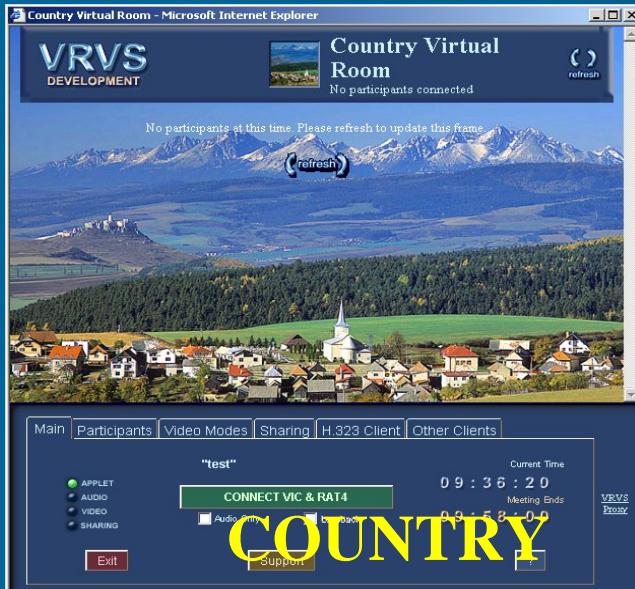 Country Virtual Room - Microsoft Internet Explorer
VRVS
DEVELOPMENT
Country Virtual
Room
No participants connected
refresh
No participants at this time. Please refresh to update this frame.
refresh
Main Participants Video Modes Sharing H.323 Client Other Clients
"test"
Current Time
09:36:20
APPLET
AUDIO
VIDEO
SHARING
CONNECT VIC & RAT4
Meeting Ends
09:58:00
VRVS
Proxy
Audio Only
COUNTRY
Exit
Support
?